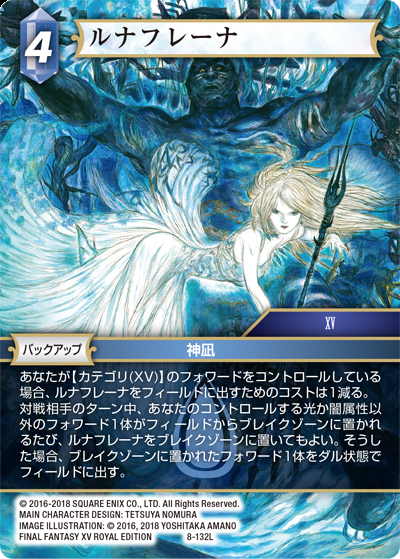 4
ルナフレーナ
XV
バックアップ
神凪
あなたが【カテゴリ(XV)】のフォワードをコントロールしている
場合、ルナフレーナをフィールドに出すためのコストは1減る。
対戦相手のターン中、あなたのコントロールする光か闇属性以
外のフォワード1体がフィールドからブレイクゾーンに置かれ
るたび、ルナフレーナをブレイクゾーンに置いてもよい。そうし
た場合、ブレイクゾーンに置かれたフォワード1体をダル状態で
フィールドに出す。
© 2016-2018 SQUARE ENIX CO., LTD. All Rights Reserved.
MAIN CHARACTER DESIGN: TETSUYA NOMURA
IMAGE ILLUSTRATION: © 2016, 2018 YOSHITAKA AMANO
FINAL FANTASY XV ROYAL EDITION 8-132L